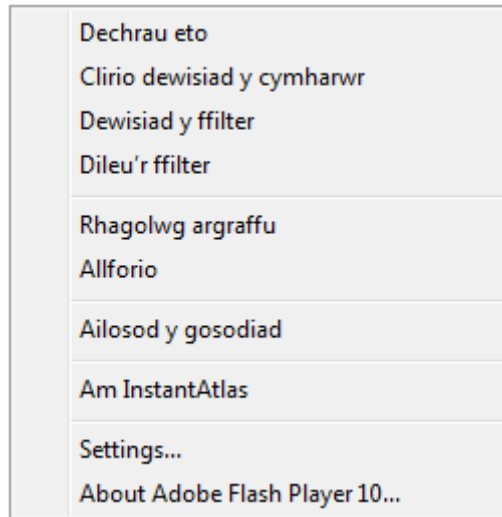 Dechrau eto
Clirio dewisiad y cymharwr
Dewisiad y ffilter
Dileu'r ffilter
Rhagolwg argraffu
Allforio
Ailosod y gosodiad
Am InstantAtlas
Settings...
About Adobe Flash Player 10...